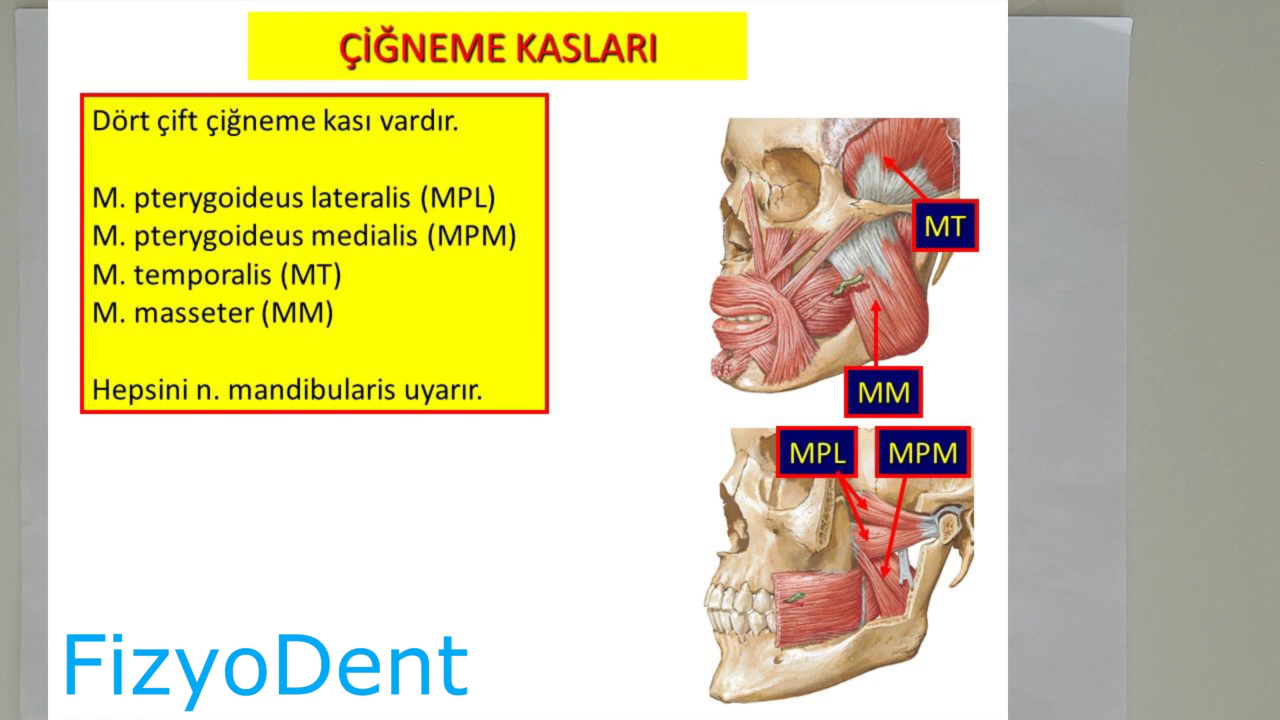 ÇİĞNEME KASLARI
Dört çift çiğneme kası vardır.
M. pterygoideus lateralis (MPL)
M. pterygoideus medialis (MPM)
M. temporalis (MT)
M. masseter (MM)
Hepsini n. mandibularis uyarır.
MT
MM
MPL MPM
FizyoDent